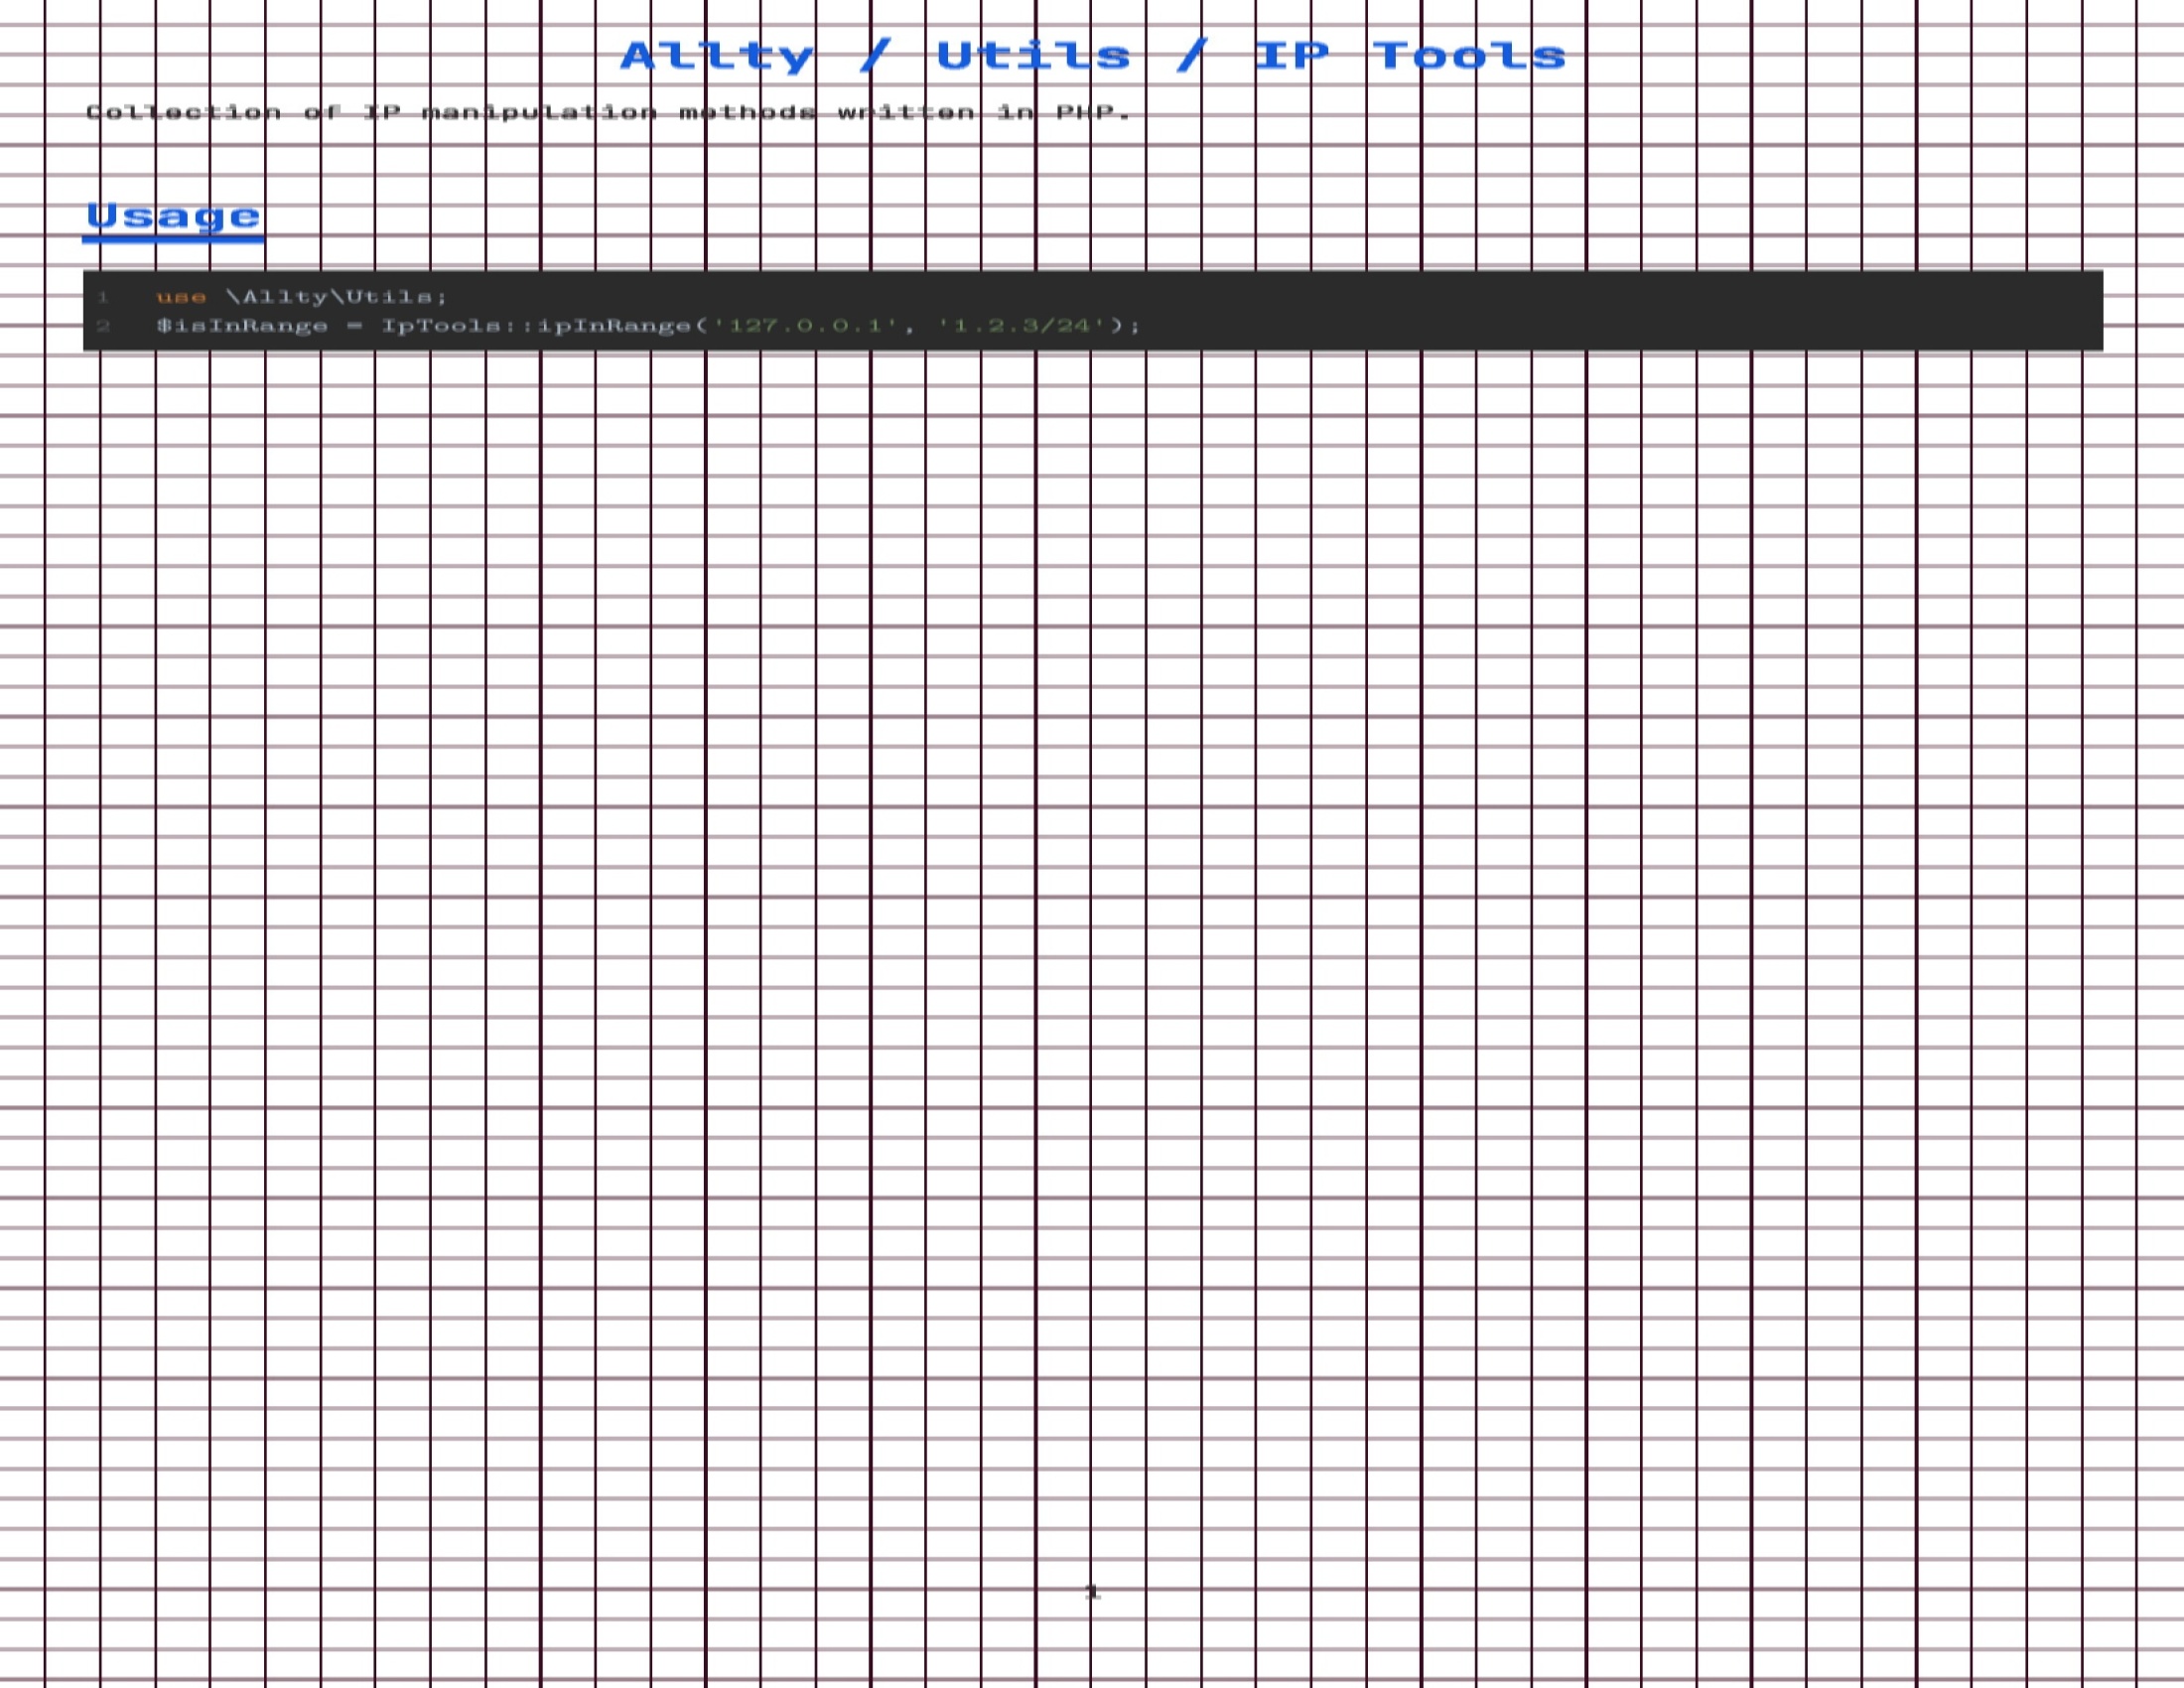 Allty / Utils / IP Tools
Collection of IP manipulation methods written in PHP.
Usage
1 use \Allty\Utils;
2 $isInRange = IpTools::ipInRange('127.0.0.1', '1.2.3/24');
1